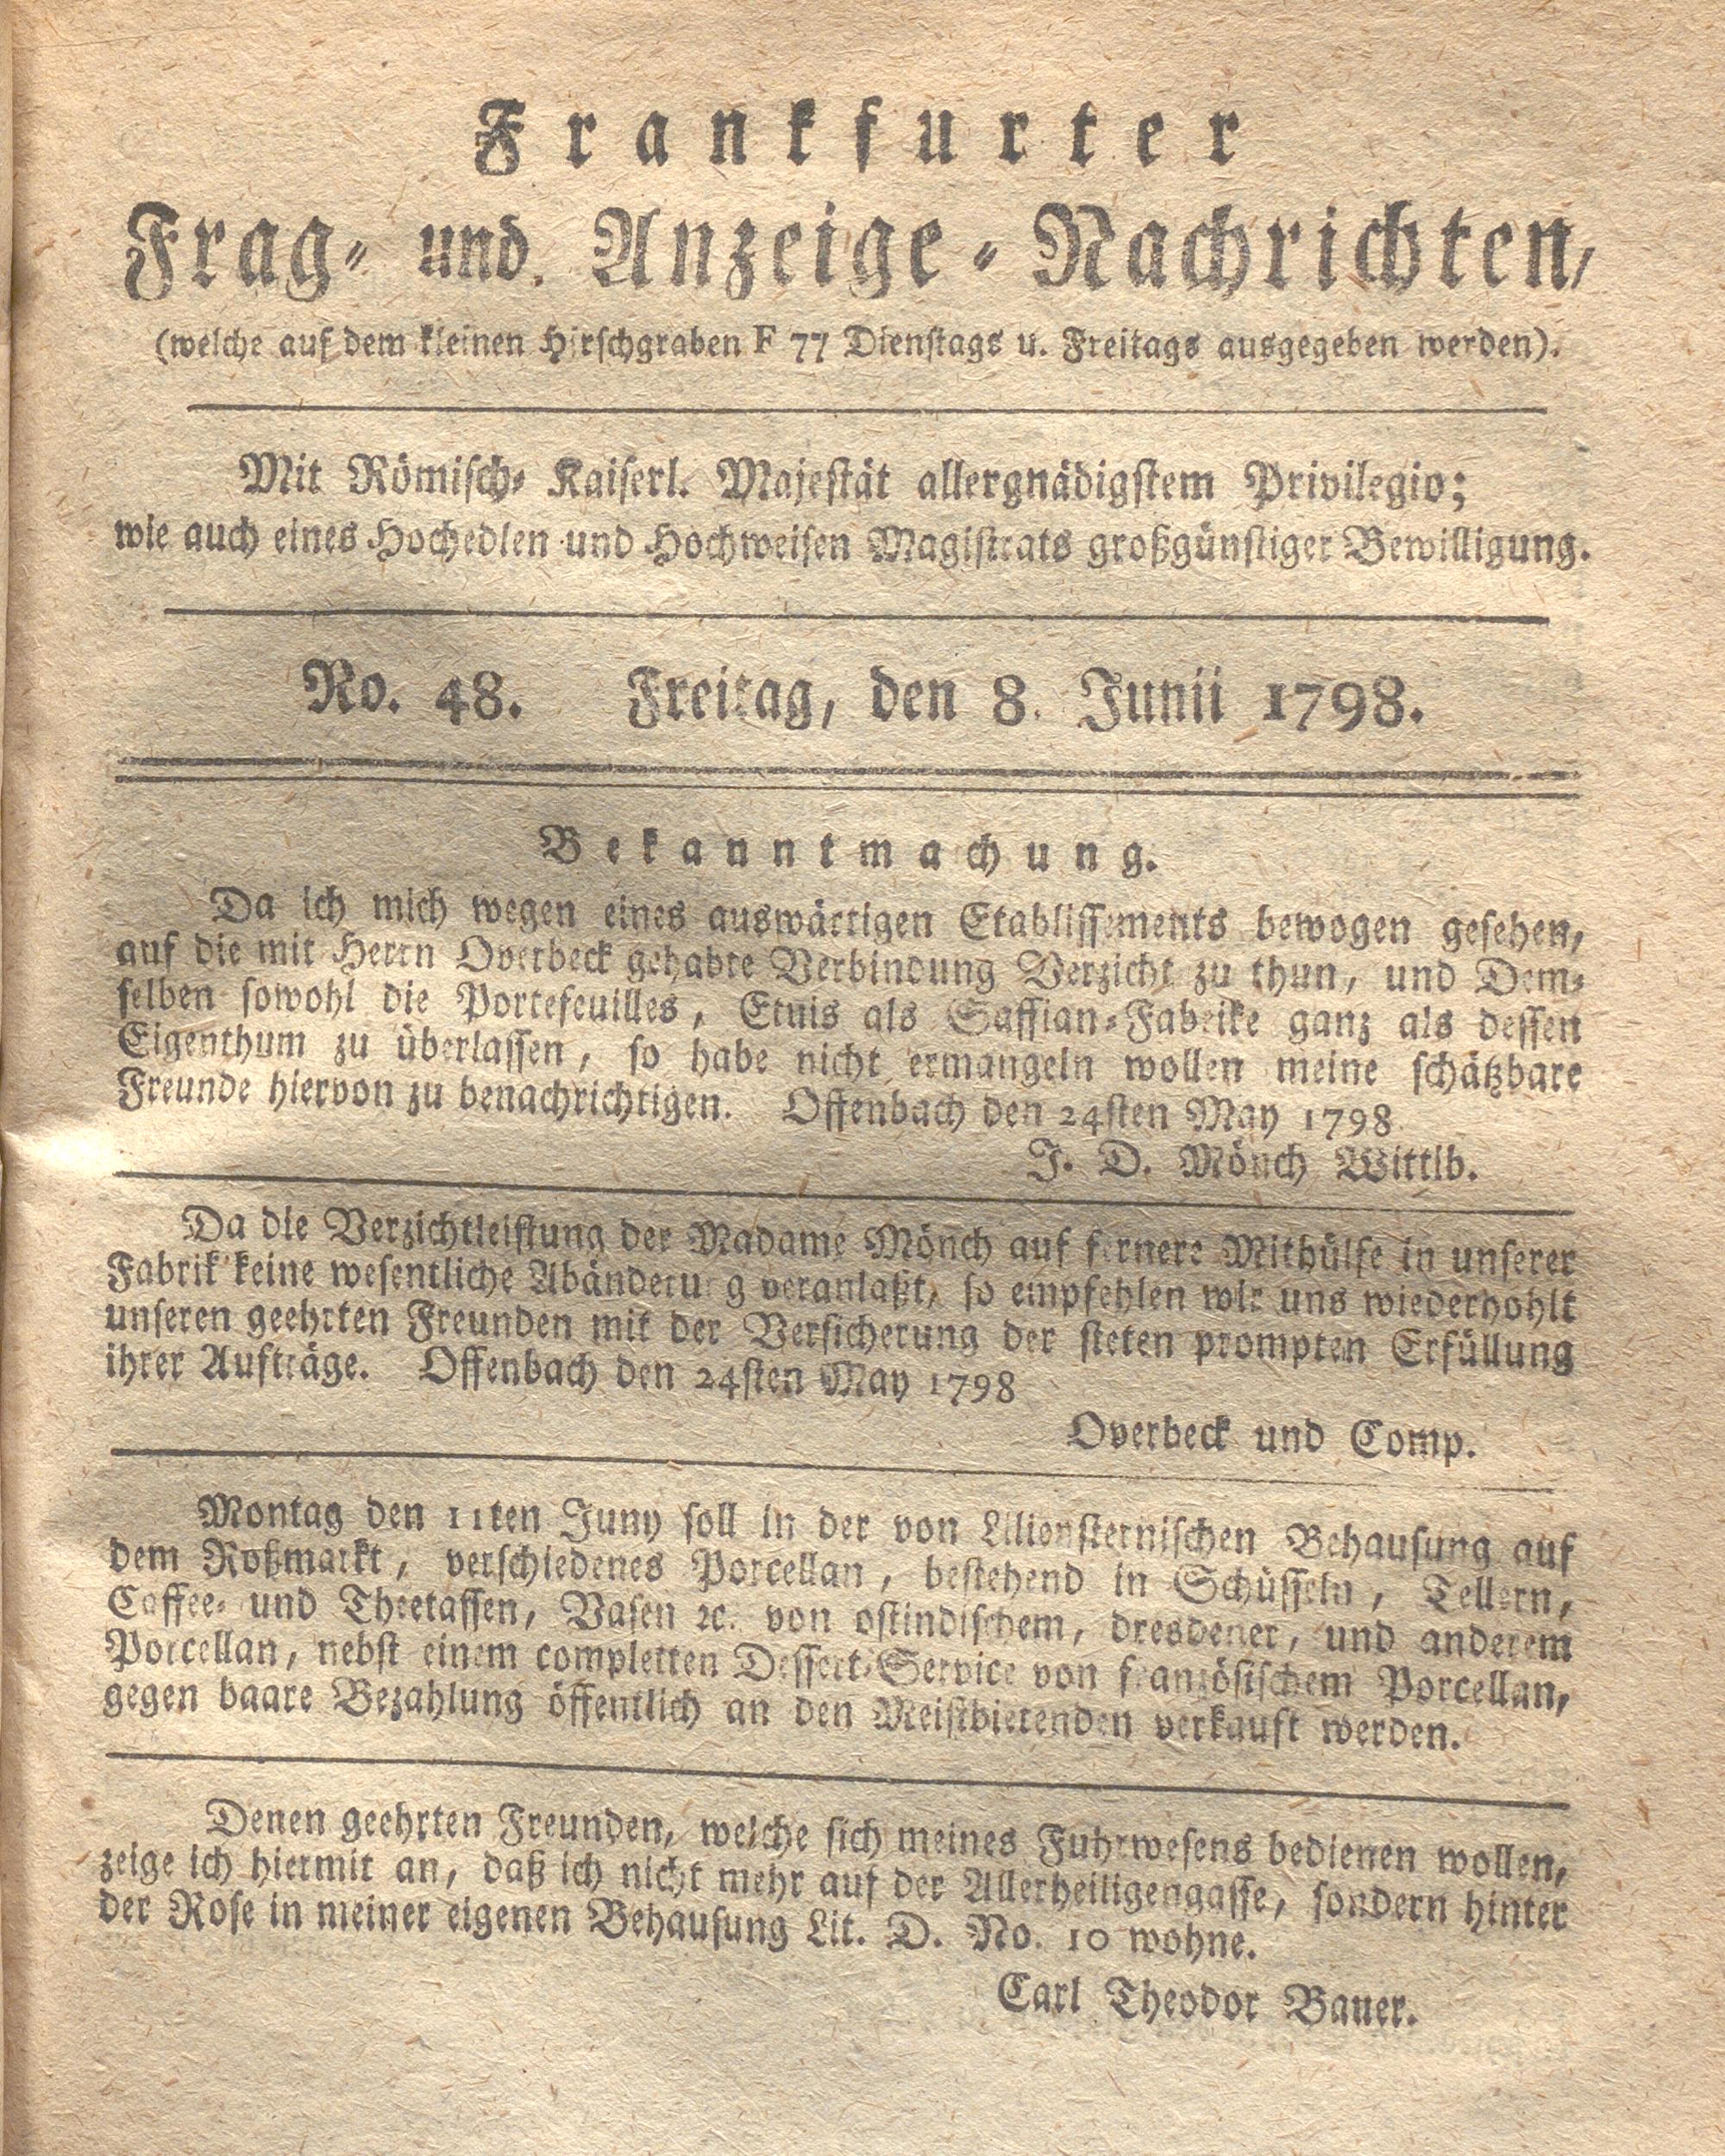 Frankfurter
Frag- und Anzeige-Nachrichten,
(welche auf dem kleinen Hirschgraben F 77 Dienstags u. Freitags ausgegeben werden).
Mit Römisch-Kaiserl. Majestät allergnädigstem Privilegio;
wie auch eines Hochedlen und Hochweisen Magistrats großgünstiger Bewilligung.
No. 48. Freitag, den 8. Junii 1798.
Bekanntmachung.
Da ich mich wegen eines auswärtigen Etablissements bewogen gesehen,
auf die mit Herrn Overbeck gehabte Verbindung Verzicht zu thun, und Dem-
selben sowohl die Portefeuilles, Etuis als Saffian-Fabrike ganz als dessen
Eigenthum zu überlassen, so habe nicht ermangeln wollen meine schätzbare
Freunde hiervon zu benachrichtigen. Offenbach den 24sten May 1798
J. D. Mönch Wittib.
Da die Verzichtleistung der Madame Mönch auf fernere Mithülfe in unserer
Fabrik keine wesentliche Abänderung veranlaßt, so empfehlen wir uns wiederhohlt
unseren geehrten Freunden mit der Versicherung der steten prompten Erfüllung
ihrer Aufträge. Offenbach den 24sten May 1798
Overbeck und Comp.
Montag den 11ten Juny soll in der von Liliensternischen Behausung auf
dem Roßmarkt, verschiedenes Porcellan, bestehend in Schüsseln, Tellern,
Caffee- und Theetassen, Vasen ꝛc. von ostindischem, dresdener, und anderem
Porcellan, nebst einem completten Dessert-Service von französischem Porcellan,
gegen baare Bezahlung öffentlich an den Meistbietenden verkauft werden.
Denen geehrten Freunden, welche sich meines Fuhrwesens bedienen wollen,
zeige ich hiermit an, daß ich nicht mehr auf der Allerheiligengasse, sondern hinter
der Rose in meiner eigenen Behausung Lit. D. No. 10 wohne.
Carl Theodor Bauer.